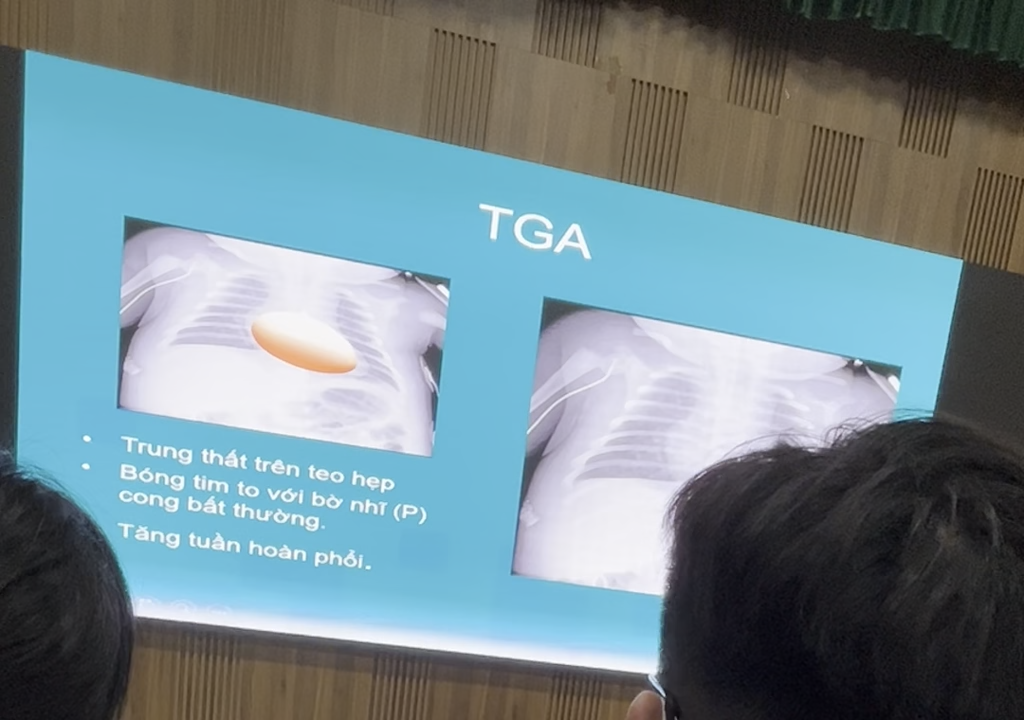 TGA
• Trung thất trên teo hẹp
• Bóng tim to với bờ nhĩ (P)
cong bất thường.
Tăng tuần hoàn phổi.